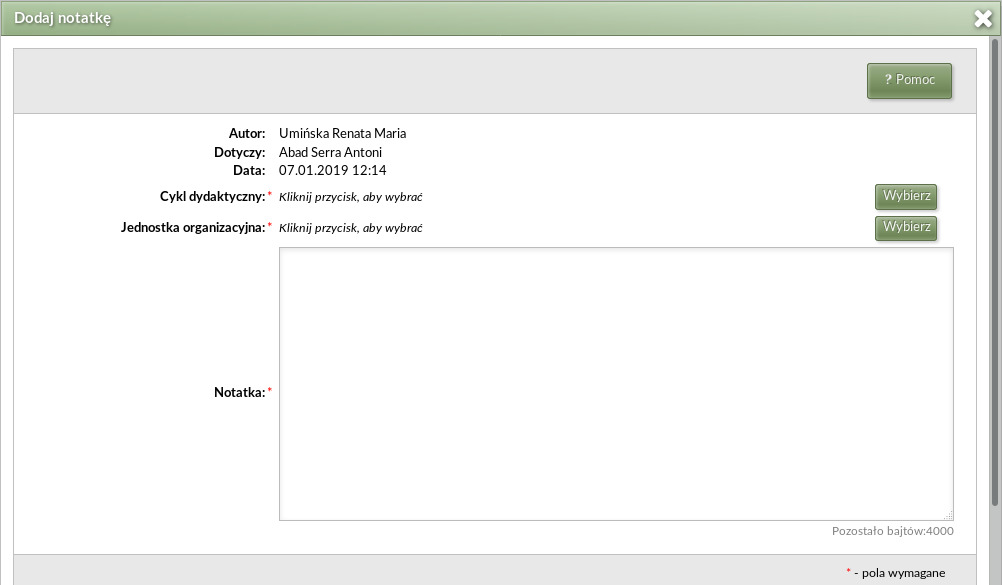 Dodaj notatkę
? Pomoc
Autor: Umińska Renata Maria
Dotyczy: Abad Serra Antoni
Data: 07.01.2019 12:14
Cykl dydaktyczny:* Kliknij przycisk, aby wybrać Wybierz
Jednostka organizacyjna:* Kliknij przycisk, aby wybrać Wybierz
Notatka:*
Pozostało bajtów:4000
* - pola wymagane